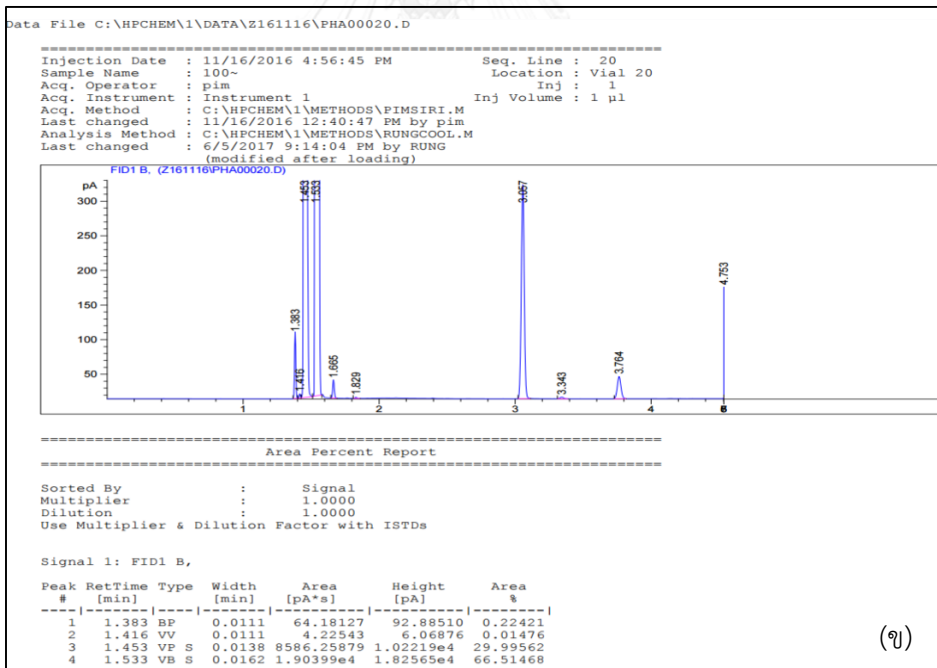 Data File C:\HPCHEM\1\DATA\Z161116\PHA00020.D
=====================================================================
Injection Date : 11/16/2016 4:56:45 PM Seq. Line : 20
Sample Name : 100~ Location : Vial 20
Acq. Operator : pim Inj : 1
Acq. Instrument : Instrument 1 Inj Volume : 1 µl
Acq. Method : C:\HPCHEM\1\METHODS\PIMSIRI.M
Last changed : 11/16/2016 12:40:47 PM by pim
Analysis Method : C:\HPCHEM\1\METHODS\RUNGCOOL.M
Last changed : 6/5/2017 9:14:04 PM by RUNG
(modified after loading)
FID1 B, (Z161116\PHA00020.D)
pA
300
250
200
150
100
50
1.383
1.416
1.453
1.533
1.665
1.829
3.057
3.343
3.764
4.753
1 2 3 4
=====================================================================
Area Percent Report
=====================================================================
Sorted By : Signal
Multiplier : 1.0000
Dilution : 1.0000
Use Multiplier & Dilution Factor with ISTDs
Signal 1: FID1 B,
Peak RetTime Type Width Area Height Area
# [min] [min] [pA*s] [pA] %
----|-------|----|-------|----------|----------|--------|
1 1.383 BP 0.0111 64.18127 92.88510 0.22421
2 1.416 VV 0.0111 4.22543 6.06876 0.01476
3 1.453 VP S 0.0138 8586.25879 1.02219e4 29.99562
4 1.533 VB S 0.0162 1.90399e4 1.82565e4 66.51468
(ข)